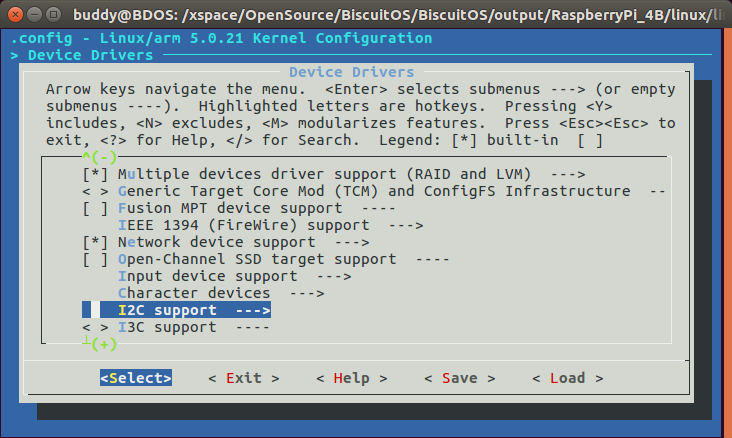 buddy@BDOS: /xspace/OpenSource/BiscuitOS/BiscuitOS/output/RaspberryPi_4B/linux/li
.config - Linux/arm 5.0.21 Kernel Configuration
> Device Drivers
Device Drivers
Arrow keys navigate the menu.  <Enter> selects submenus ---> (or empty
submenus ----).  Highlighted letters are hotkeys.  Pressing <Y>
includes, <N> excludes, <M> modularizes features.  Press <Esc><Esc> to
exit, <?> for Help, </> for Search.  Legend: [*] built-in  [ ]
^(-)
[*] Multiple devices driver support (RAID and LVM)  --->
< > Generic Target Core Mod (TCM) and ConfigFS Infrastructure  --
[ ] Fusion MPT device support  ----
IEEE 1394 (FireWire) support  --->
[*] Network device support  --->
[ ] Open-Channel SSD target support  ----
Input device support  --->
Character devices  --->
I2C support  --->
< > I3C support  ----
(+)
<Select>    < Exit >    < Help >    < Save >    < Load >